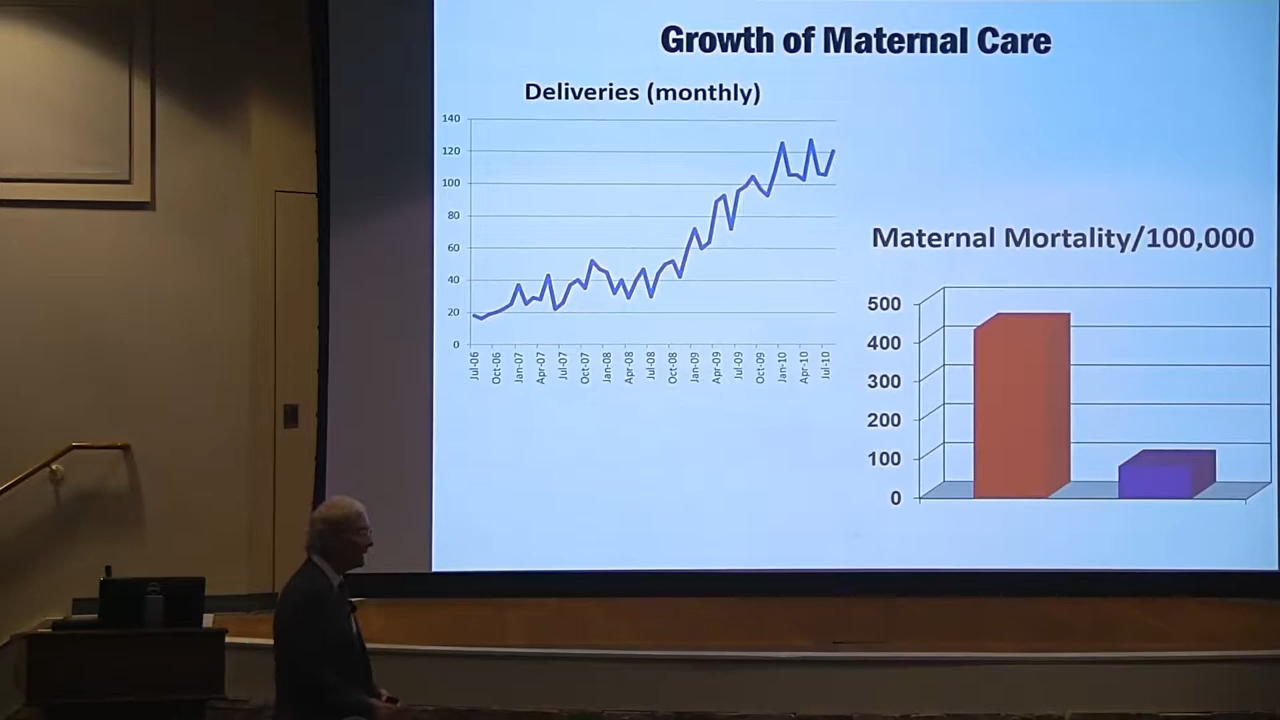 Growth of Maternal Care
Deliveries (monthly)
140
120
100
80
60
40
20
0
Jul-06
Oct-06
Jan-07
Apr-07
Jul-07
Oct-07
Jan-08
Apr-08
Jul-08
Oct-08
Jan-09
Apr-09
Jul-09
Oct-09
Jan-10
Apr-10
Jul-10
Maternal Mortality/100,000
500
400
300
200
100
0